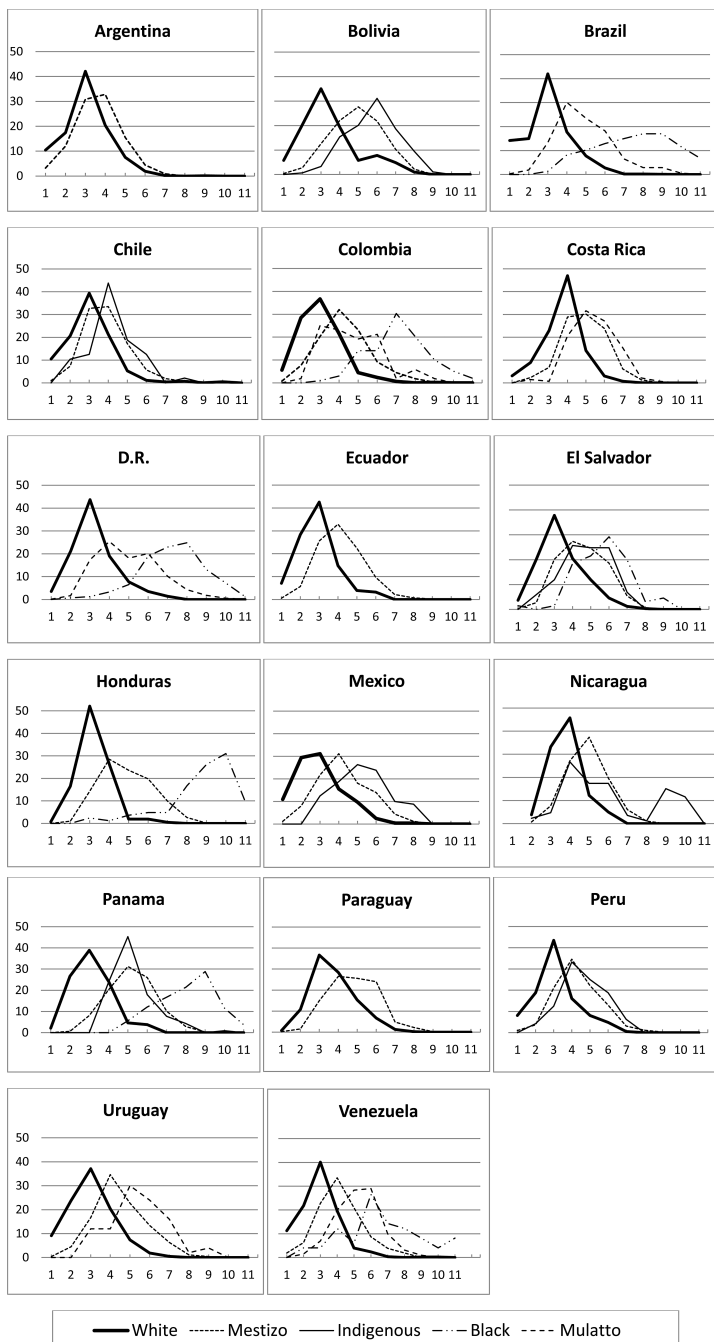 Argentina Bolivia Brazil
50
40
30
20
10
0
1 2 3 4 5 6 7 8 9 10 11 1 2 3 4 5 6 7 8 9 10 11 1 2 3 4 5 6 7 8 9 10 11
Chile Colombia Costa Rica
50
40
30
20
10
0
1 2 3 4 5 6 7 8 9 10 11 1 2 3 4 5 6 7 8 9 10 11 1 2 3 4 5 6 7 8 9 10 11
D.R. Ecuador El Salvador
50
40
30
20
10
0
1 2 3 4 5 6 7 8 9 10 11 1 2 3 4 5 6 7 8 9 10 11 1 2 3 4 5 6 7 8 9 10 11
Honduras Mexico Nicaragua
50
40
30
20
10
0
1 2 3 4 5 6 7 8 9 10 11 1 2 3 4 5 6 7 8 9 10 11 1 2 3 4 5 6 7 8 9 10 11
Panama Paraguay Peru
50
40
30
20
10
0
1 2 3 4 5 6 7 8 9 10 11 1 2 3 4 5 6 7 8 9 10 11 1 2 3 4 5 6 7 8 9 10 11
Uruguay Venezuela
50
40
30
20
10
0
1 2 3 4 5 6 7 8 9 10 11 1 2 3 4 5 6 7 8 9 10 11
White Mestizo Indigenous Black Mulatto